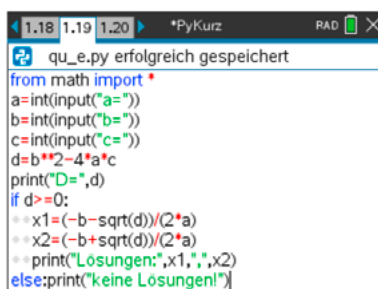 1.18 1.19 1.20 *PyKurz RAD
qu_e.py erfolgreich gespeichert
from math import *
a=int(input("a="))
b=int(input("b="))
c=int(input("c="))
d=b**2-4*a*c
print("D=",d)
if d>=0:
x1=(-b-sqrt(d))/(2*a)
x2=(-b+sqrt(d))/(2*a)
print("Lösungen:",x1,",",x2)
else:print("keine Lösungen!")